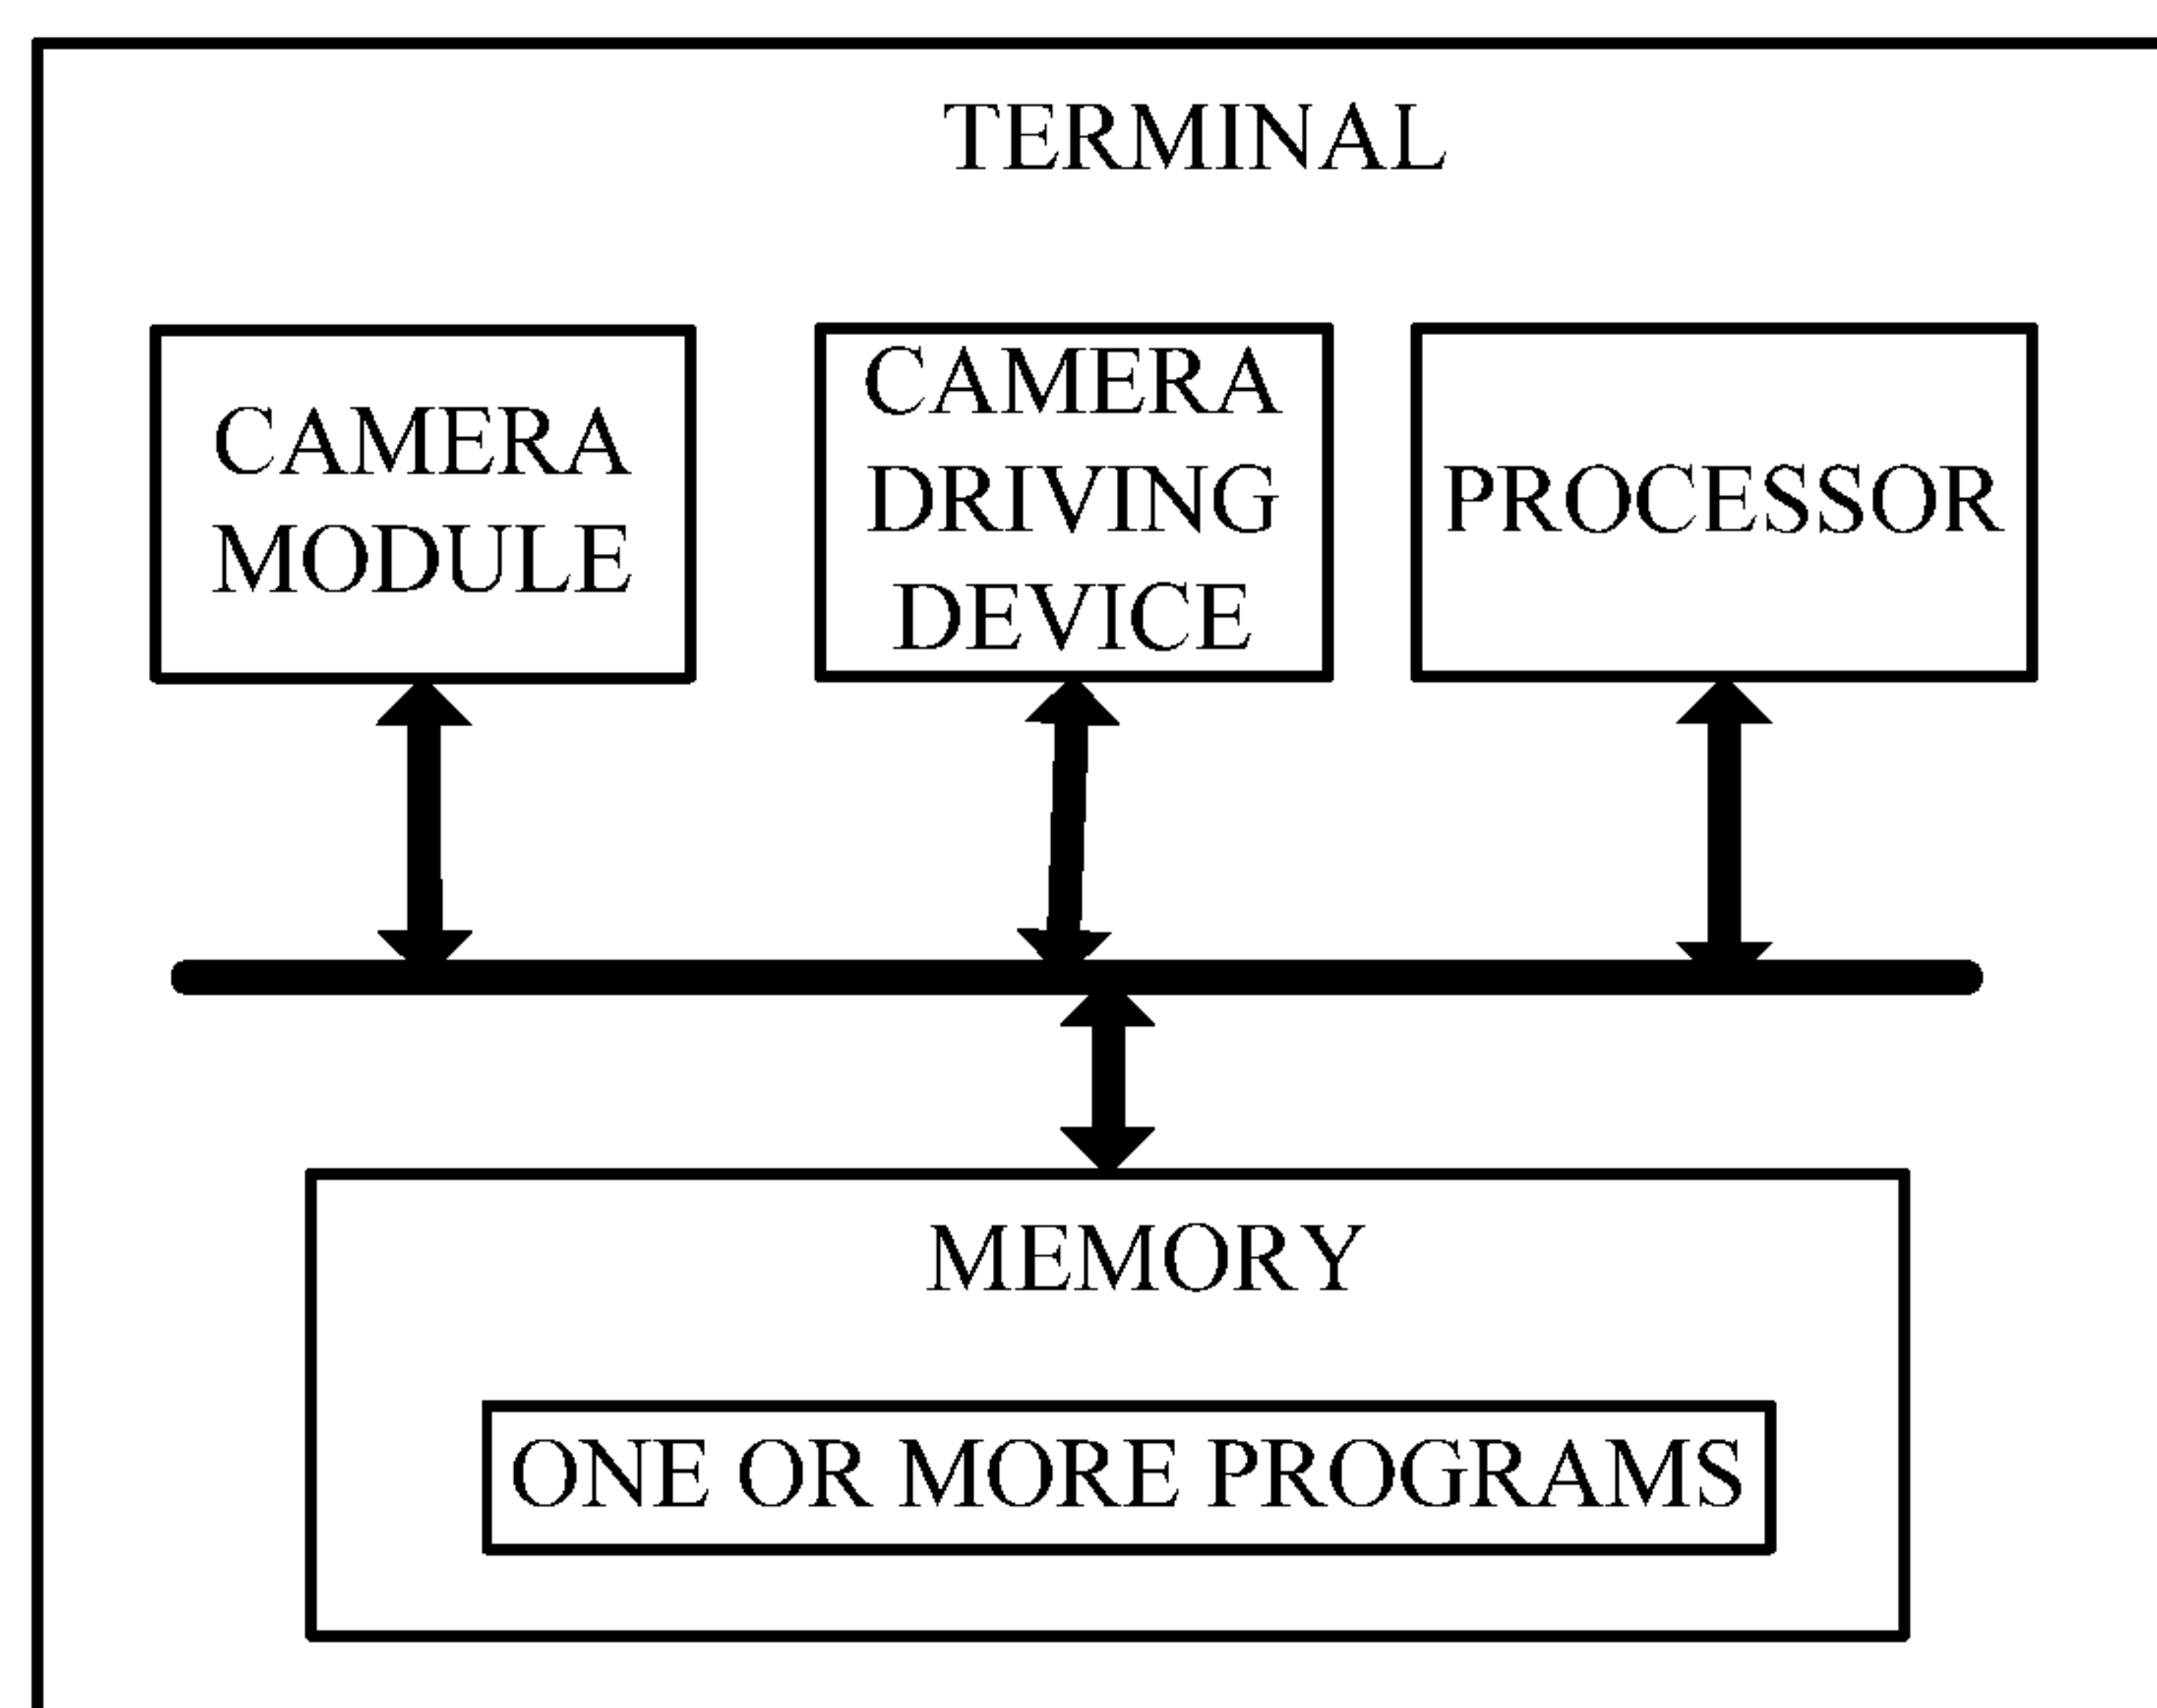 TERMINAL
CAMERA
MODULE
CAMERA
DRIVING
DEVICE
PROCESSOR
MEMORY
ONE OR MORE PROGRAMS